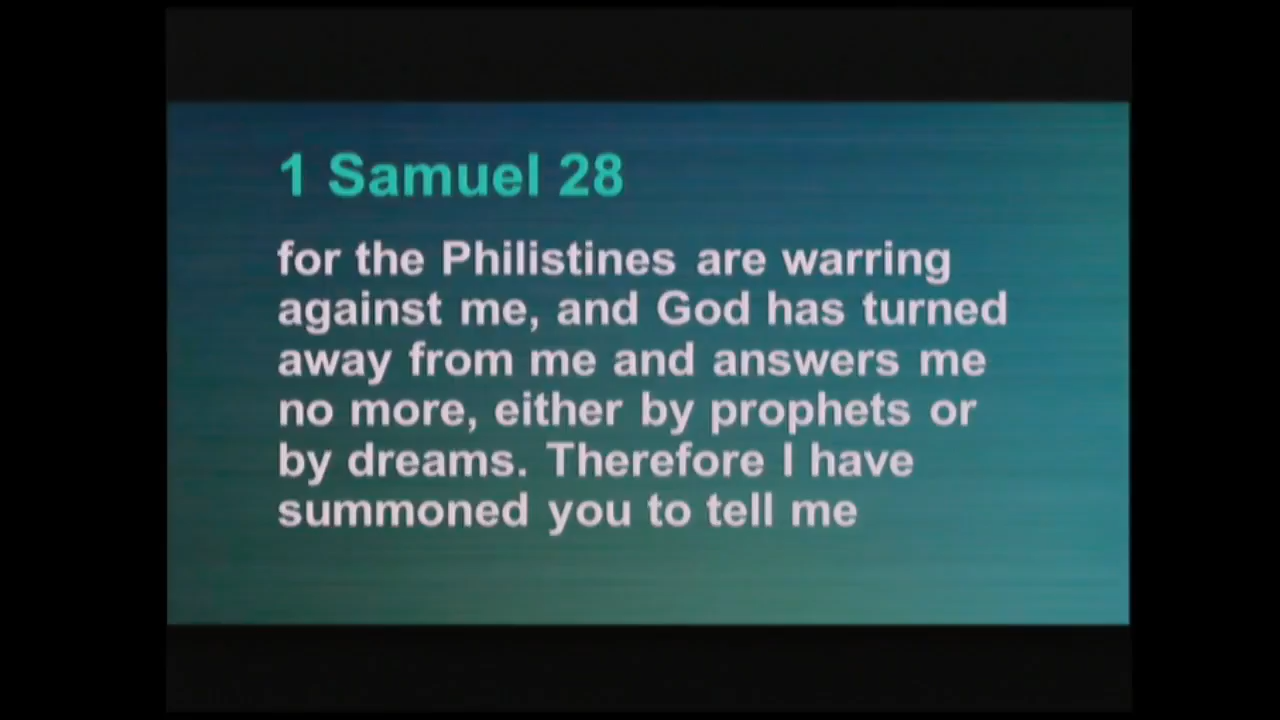 1 Samuel 28
for the Philistines are warring
against me, and God has turned
away from me and answers me
no more, either by prophets or
by dreams. Therefore I have
summoned you to tell me